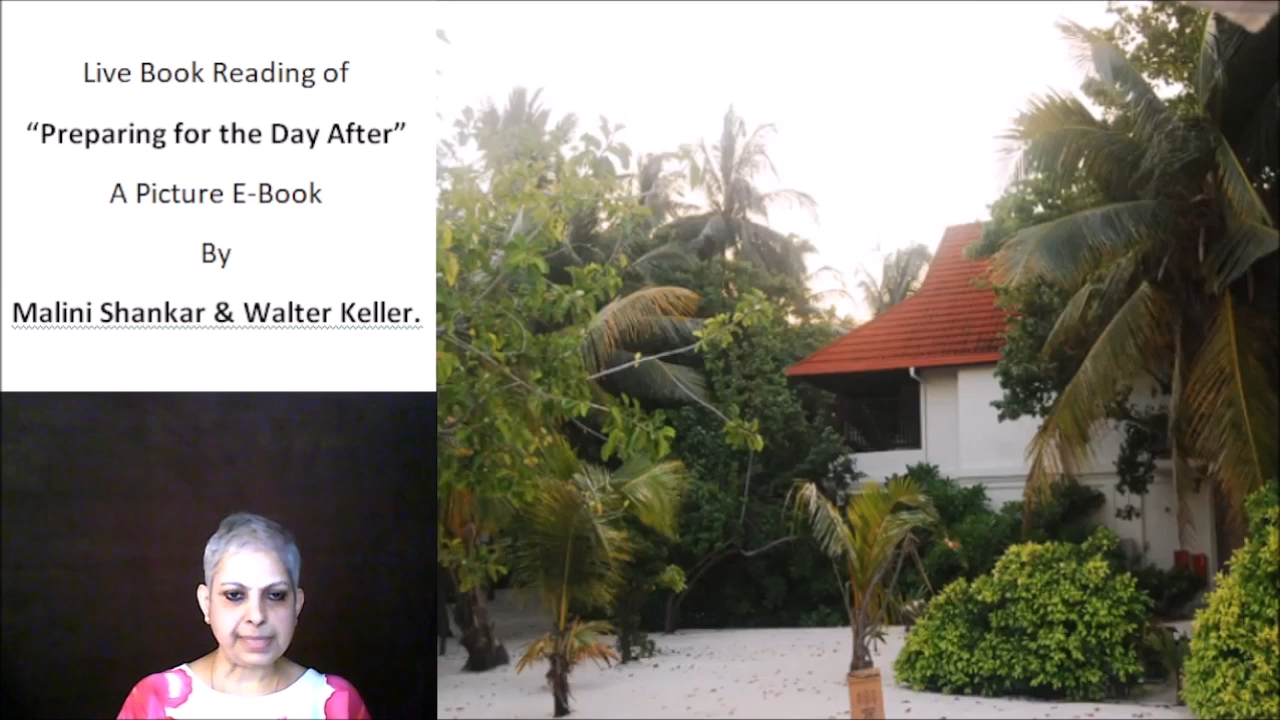 Live Book Reading of
“Preparing for the Day After”
A Picture E-Book
By
Malini Shankar & Walter Keller.